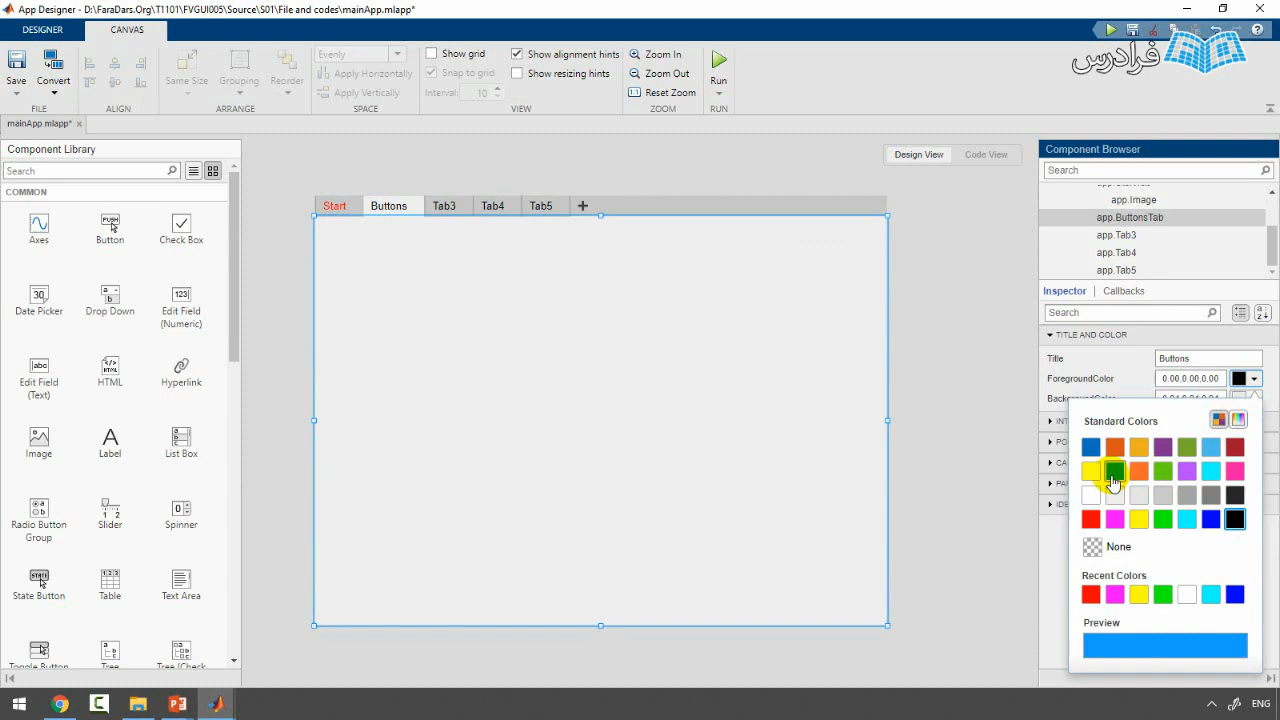 App Designer - D:\FaraDars.Org\T1101\FVGUI005\Source\S01\File and codes\mainApp.mlapp*
DESIGNER
CANVAS
فرادرس
Save
Convert
Same Size
Grouping
Reorder
Evenly
Apply Horizontally
Apply Vertically
Show grid
Snap to grid
Interval: 10
Show alignment hints
Show resizing hints
Zoom In
Zoom Out
Reset Zoom
Run
FILE
ALIGN
ARRANGE
SPACE
VIEW
ZOOM
RUN
mainApp.mlapp*
Component Library
Search
COMMON
Axes
Button
Check Box
Date Picker
Drop Down
Edit Field
(Numeric)
Edit Field
(Text)
HTML
Hyperlink
Image
Label
List Box
Radio Button
Group
Slider
Spinner
State Button
Table
Text Area
Toggle Button
Tree
Tree (Check
Design View
Code View
Start
Buttons
Tab3
Tab4
Tab5
Component Browser
Search
app.Image
app.ButtonsTab
app.Tab3
app.Tab4
app.Tab5
Inspector
Callbacks
Search
TITLE AND COLOR
Title
Buttons
ForegroundColor
0.00,0.00,0.00
Standard Colors
None
Recent Colors
Preview
ENG